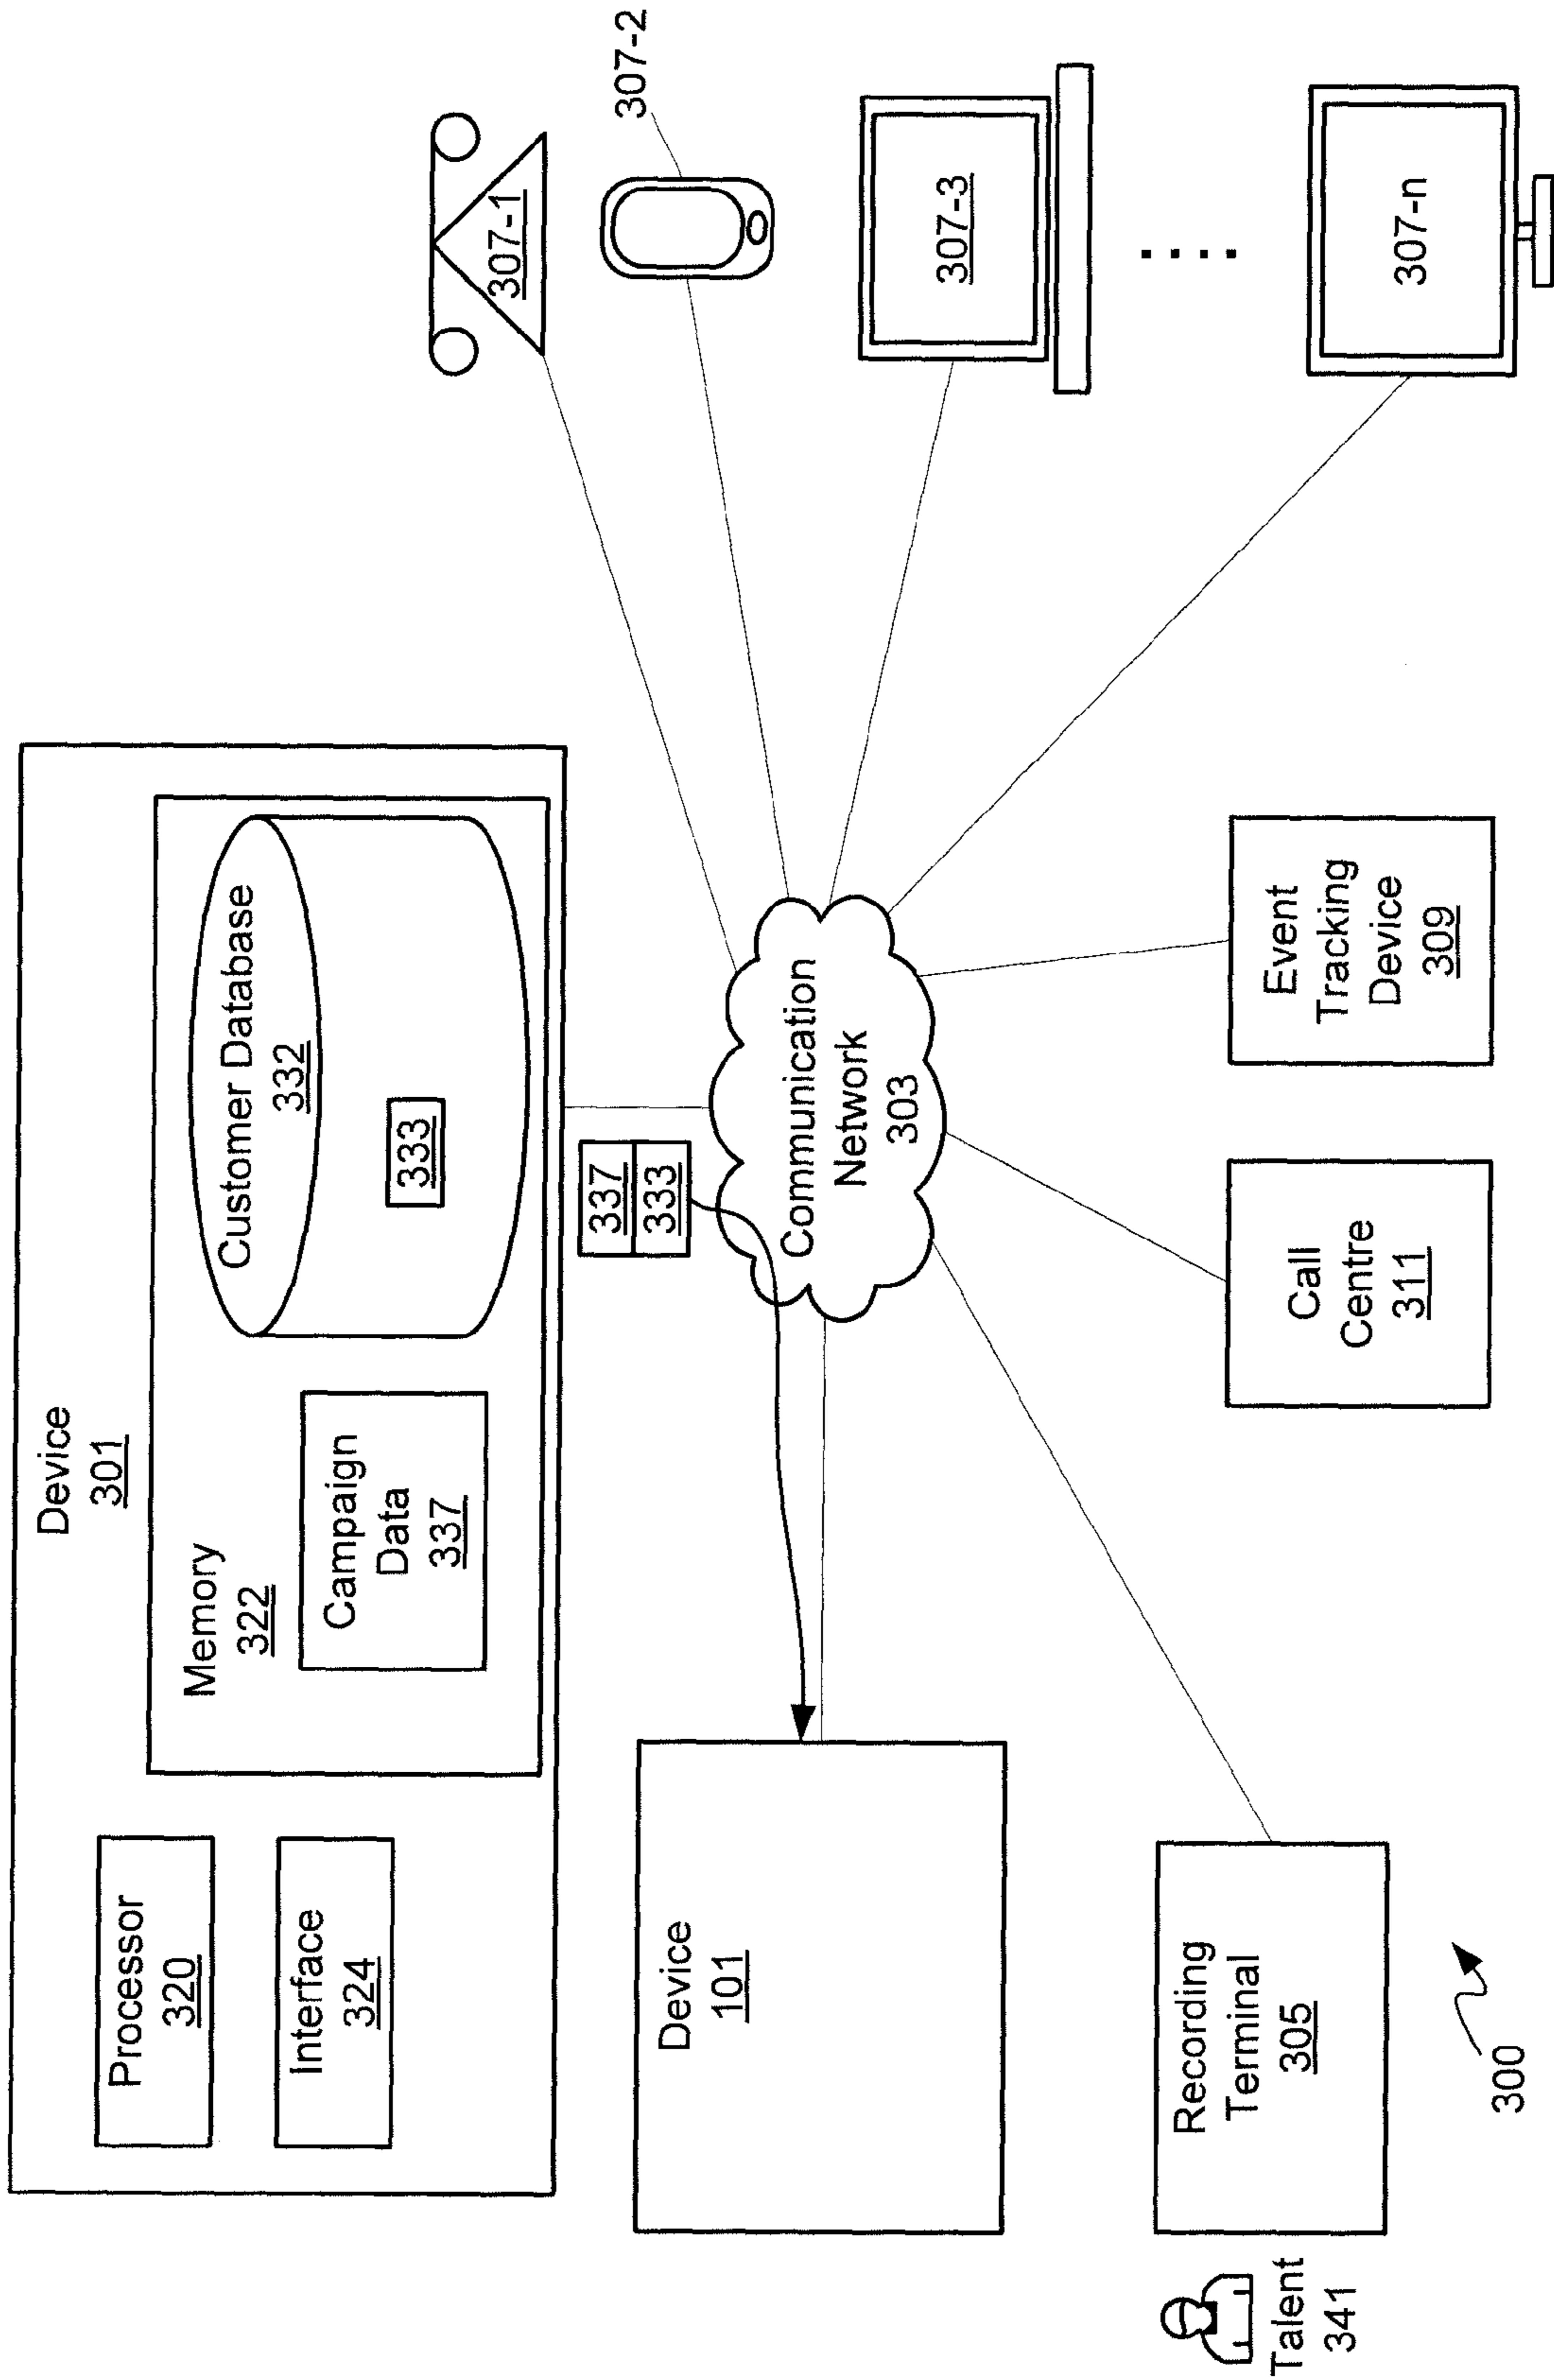 Device
301
Processor
320
Interface
324
Memory
322
Campaign
Data
337
Customer Database
332
333
337
333
Device
101
Communication
Network
303
307-1
307-2
307-3
....
307-n
Recording
Terminal
305
Talent
341
Call
Centre
311
Event
Tracking
Device
309
300